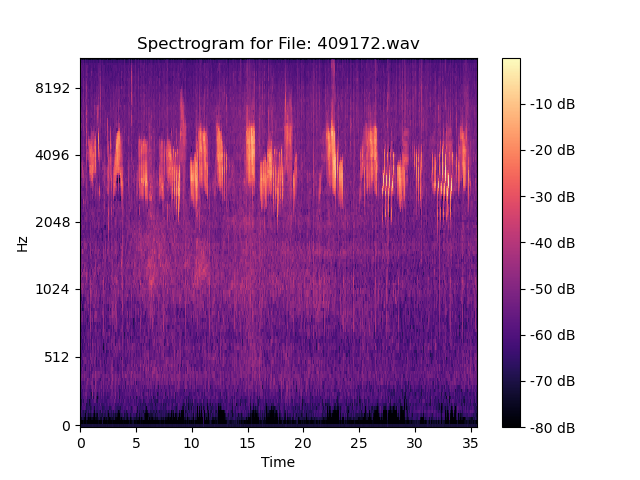 Spectrogram for File: 409172.wav
8192
4096
2048
1024
512
0
Hz
0 5 10 15 20 25 30 35
Time
-10 dB
-20 dB
-30 dB
-40 dB
-50 dB
-60 dB
-70 dB
-80 dB